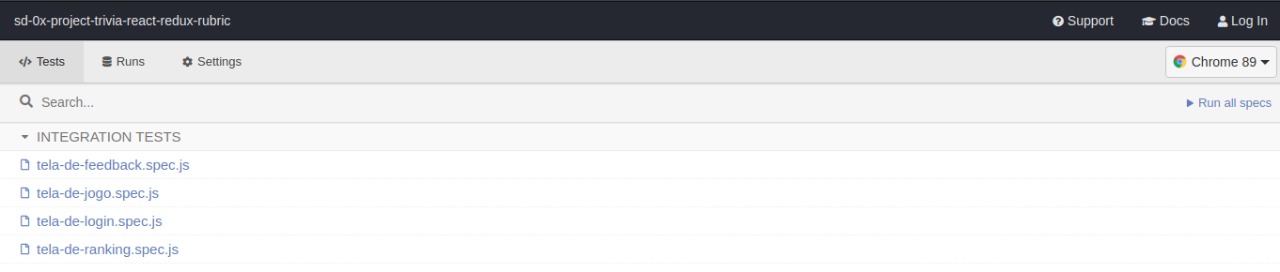 sd-0x-project-trivia-react-redux-rubric Support Docs Log In
Tests Runs Settings Chrome 89
Search... Run all specs
INTEGRATION TESTS
tela-de-feedback.spec.js
tela-de-jogo.spec.js
tela-de-login.spec.js
tela-de-ranking.spec.js